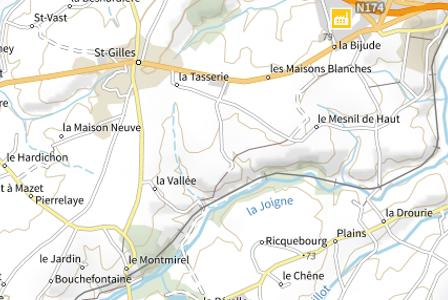 St-Vast
N174
79
la Bijude
St-Gilles
les Maisons Blanches
la Tasserie
la Maison Neuve
le Mesnil de Haut
le Hardichon
la Vallée
t à Mazet
Pierrelaye
la Joigne
la Drourie
Plains
Ricquebourg
73
le Jardin
le Montmirel
Bouchefontaine
le Chêne